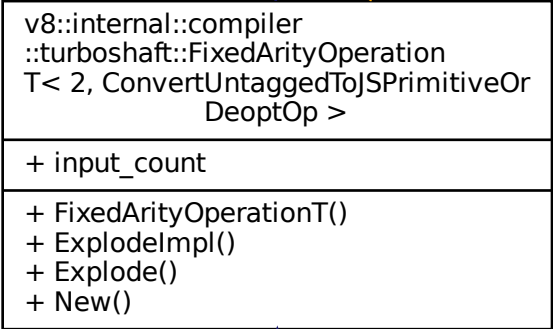 v8::internal::compiler
::turboshaft::FixedArityOperation
T< 2, ConvertUntaggedToJSPrimitiveOr
DeoptOp >
+ input_count
+ FixedArityOperationT()
+ ExplodeImpl()
+ Explode()
+ New()